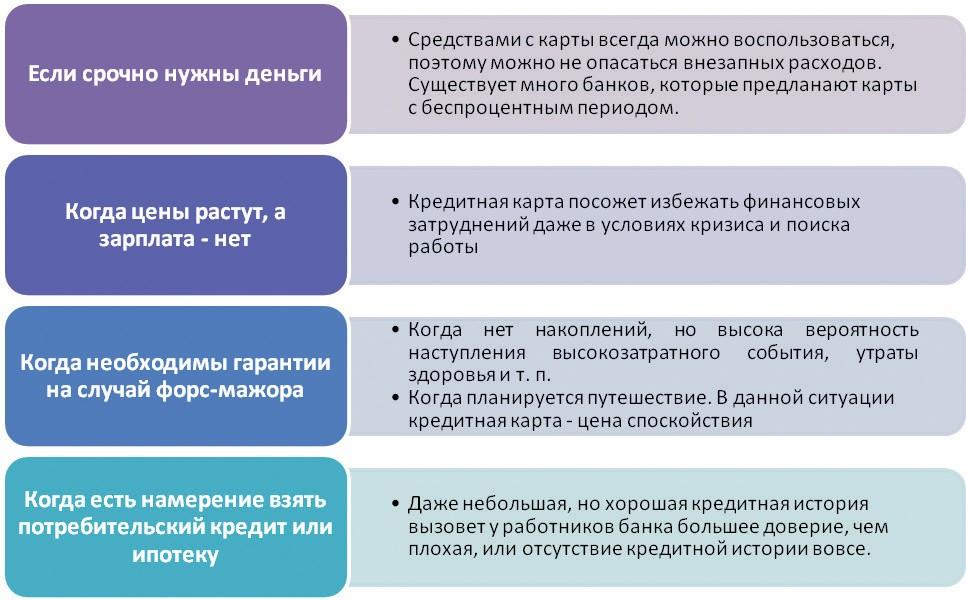 Если срочно нужны деньги
• Средствами с карты всегда можно воспользоваться,
поэтому можно не опасаться внезапных расходов.
Существует много банков, которые предланают карты
с беспроцентным периодом.
Когда цены растут, а
зарплата - нет
• Кредитная карта посожет избежать финансовых
затруднений даже в условиях кризиса и поиска
работы
Когда необходимы гарантии
на случай форс-мажора
• Когда нет накоплений, но высока вероятность
наступления высокозатратного события, утраты
здоровья и т. п.
• Когда планируется путешествие. В данной ситуации
кредитная карта - цена споскойствия
Когда есть намерение взять
потребительский кредит или
ипотеку
• Даже небольшая, но хорошая кредитная история
вызовет у работников банка большее доверие, чем
плохая, или отсутствие кредитной истории вовсе.